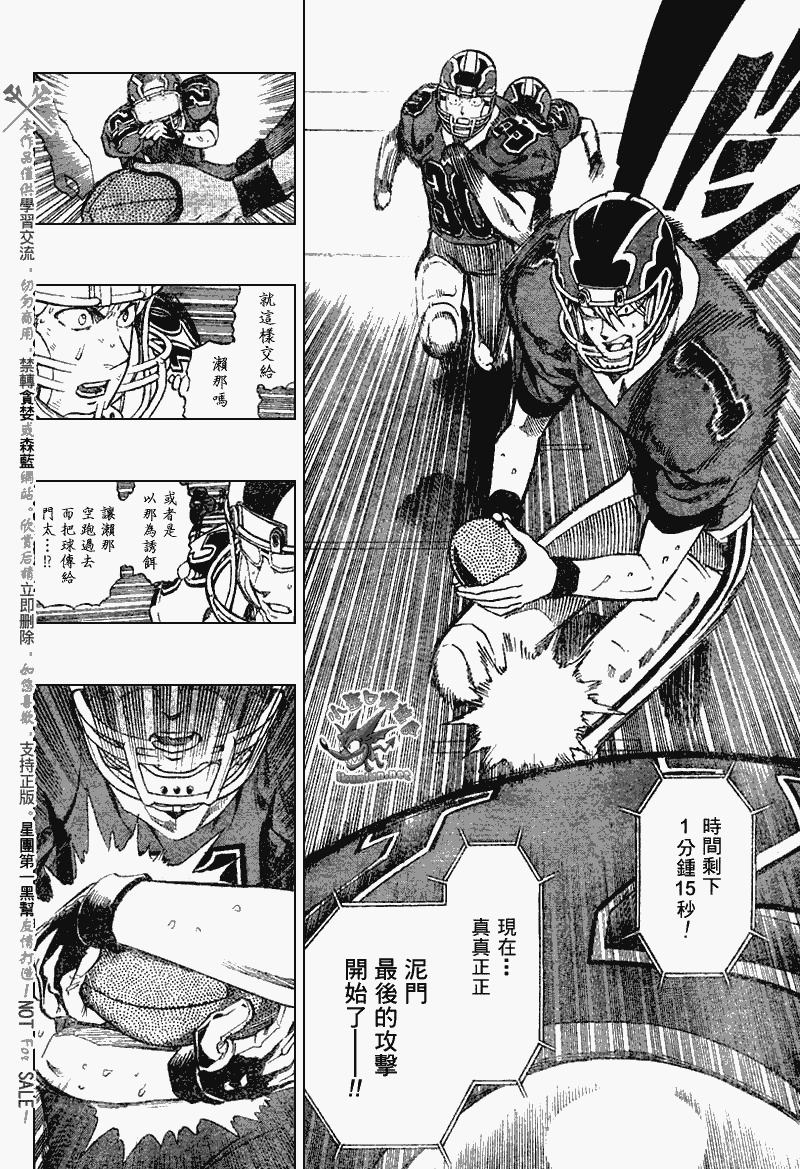 時間剩下
1分鍾15秒!
現在…
真真正正
泥門
最後的攻擊
開始了——!!
就這樣交給
瀨那嗎
或者是
以那為誘餌
讓瀨那
空跑過去
而把球傳給
門太…!?
本作品僅供學習交流。切勿商用。禁轉貪婪或森藍網站。欣賞后請立即刪除。如您喜歡。支持正版。星團第一黑幫友情打造!NOT For SALE!